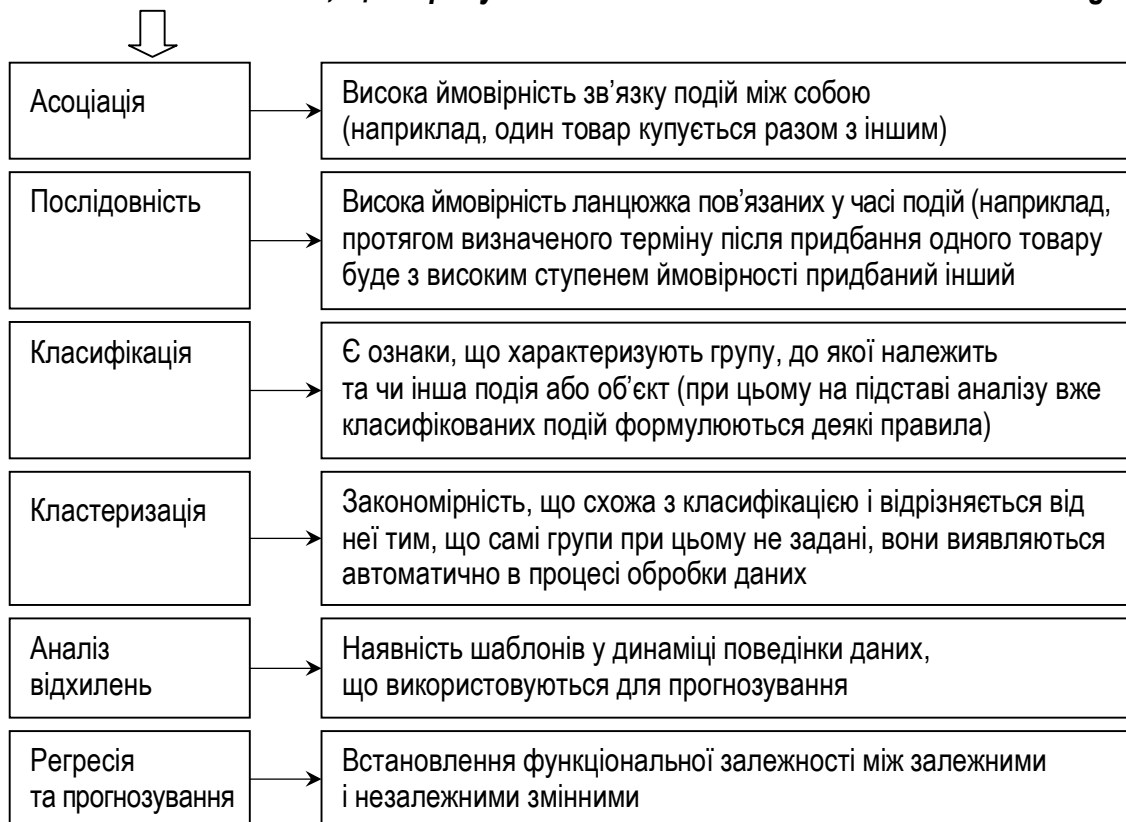 Асоціація
Висока ймовірність зв’язку подій між собою
(наприклад, один товар купується разом з іншим)
Послідовність
Висока ймовірність ланцюжка пов’язаних у часі подій (наприклад,
протягом визначеного терміну після придбання одного товару
буде з високим ступенем ймовірності придбаний інший
Класифікація
Є ознаки, що характеризують групу, до якої належить
та чи інша подія або об’єкт (при цьому на підставі аналізу вже
класифікованих подій формулюються деякі правила)
Кластеризація
Закономірність, що схожа з класифікацією і відрізняється від
неї тим, що самі групи при цьому не задані, вони виявляються
автоматично в процесі обробки даних
Аналіз
відхилень
Наявність шаблонів у динаміці поведінки даних,
що використовуються для прогнозування
Регресія
та прогнозування
Встановлення функціональної залежності між залежними
і незалежними змінними